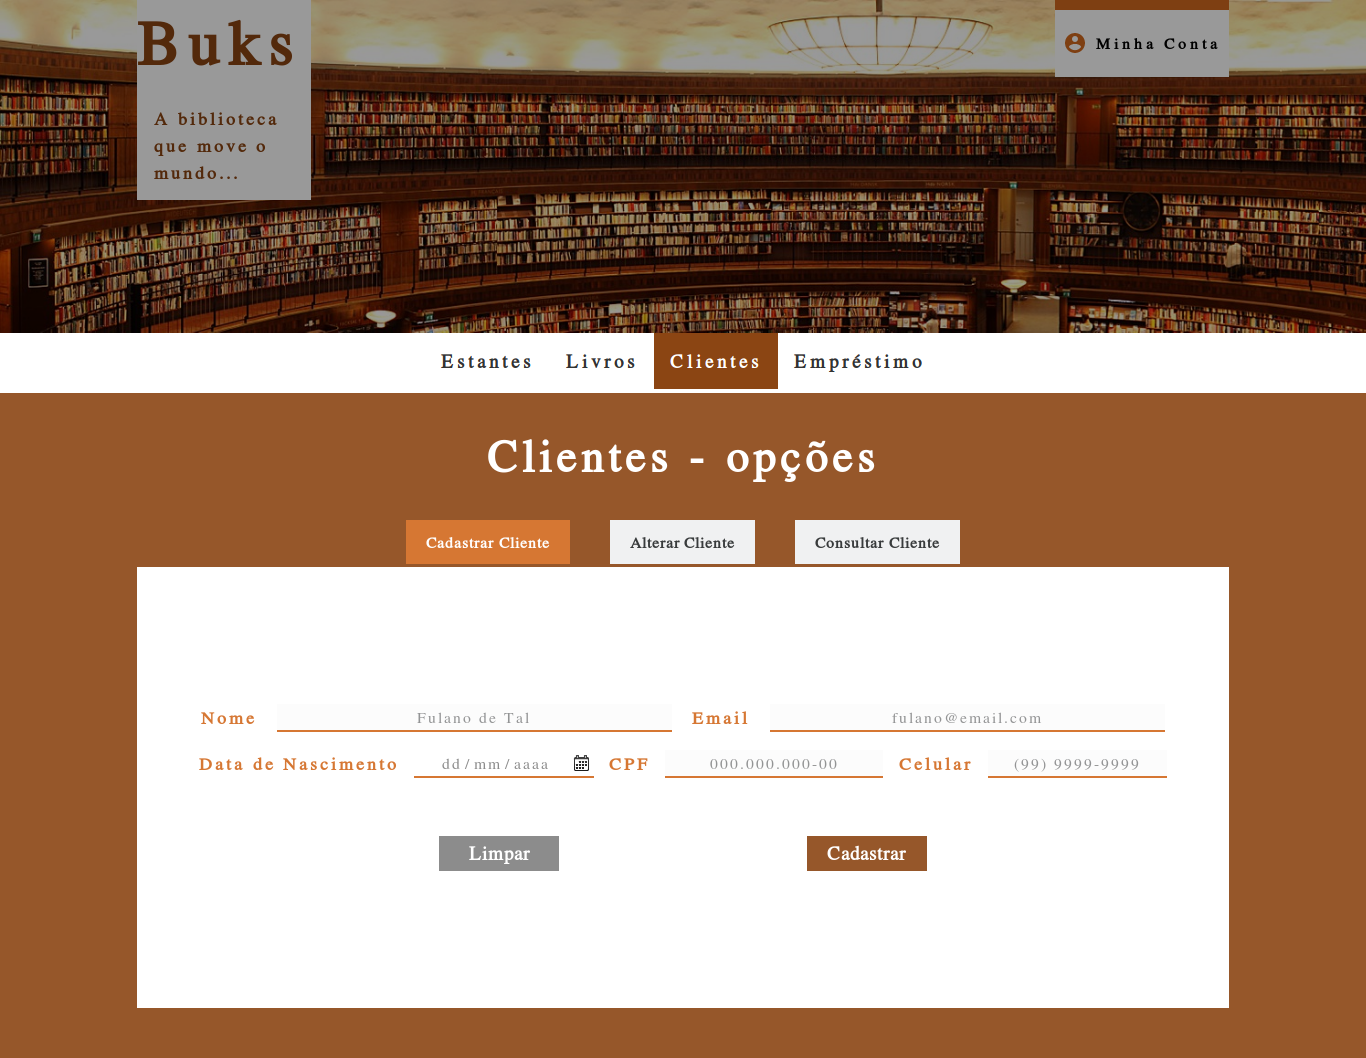 Buks
A biblioteca
que move o
mundo...
Minha Conta
Estantes Livros Clientes Empréstimo
Clientes - opções
Cadastrar Cliente Alterar Cliente Consultar Cliente
Nome Fulano de Tal Email fulano@email.com
Data de Nascimento dd/mm/aaaa CPF 000.000.000-00 Celular (99) 9999-9999
Limpar Cadastrar